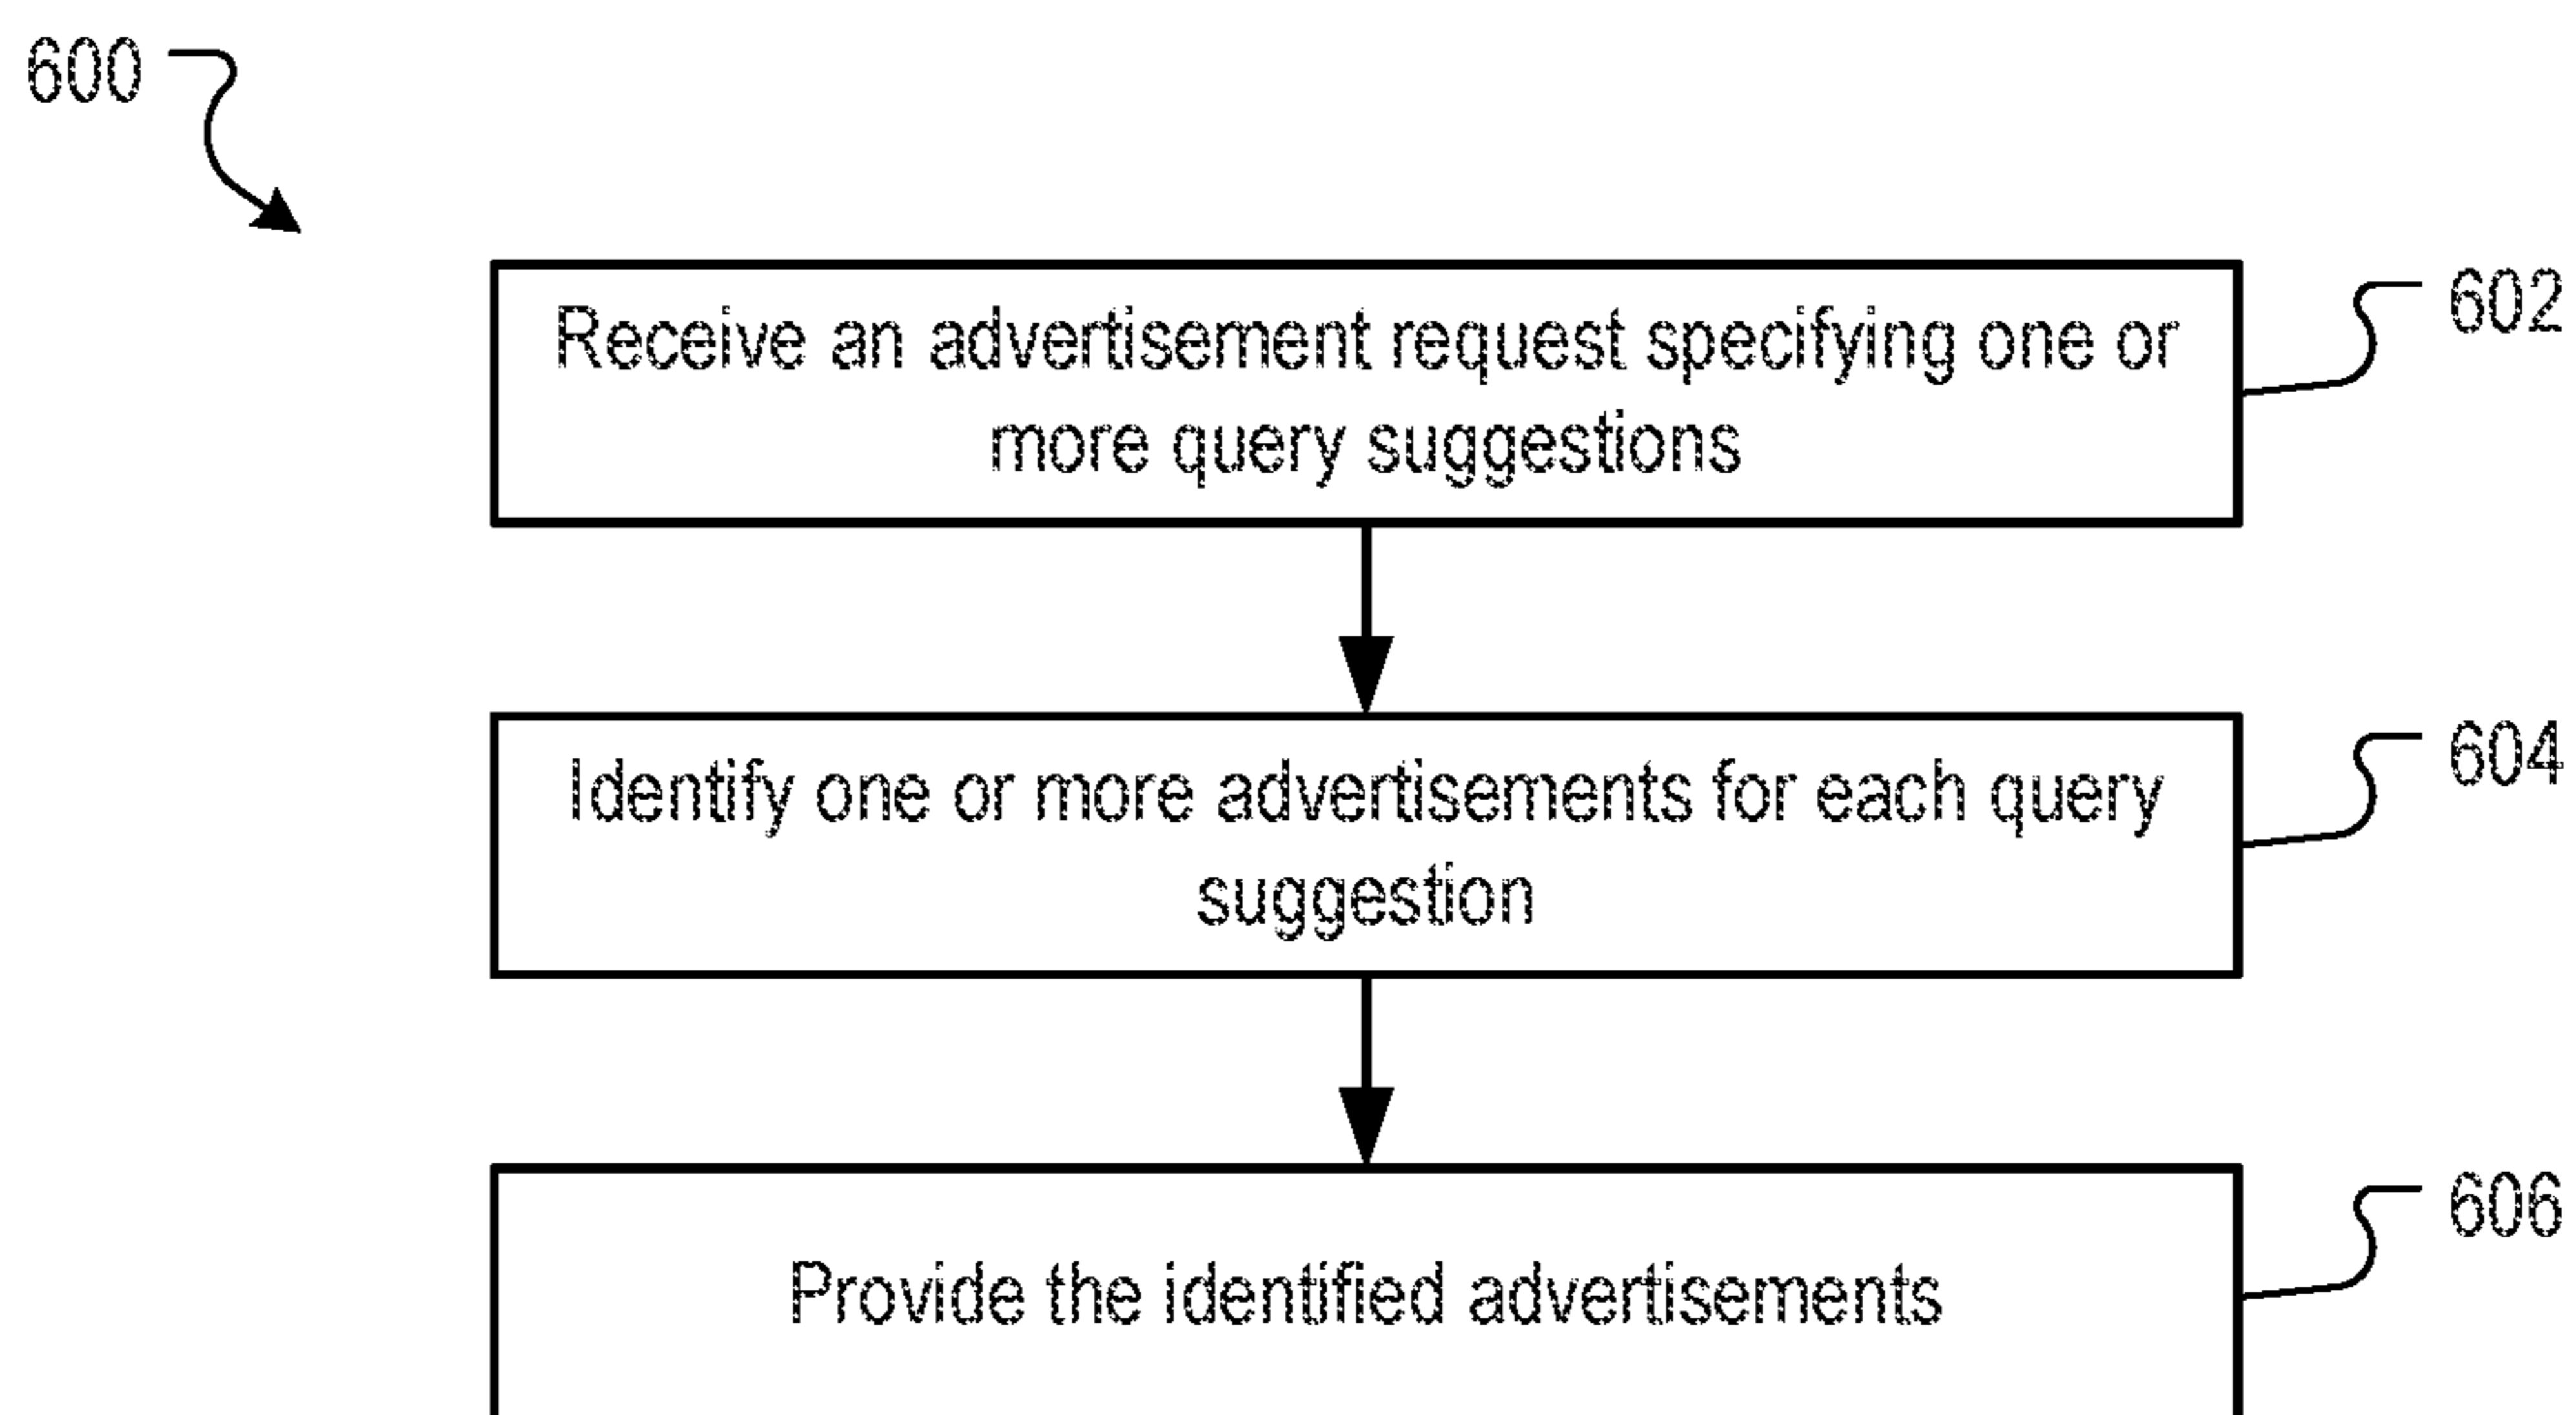 600
Receive an advertisement request specifying one or
more query suggestions
602
Identify one or more advertisements for each query
suggestion
604
Provide the identified advertisements
606